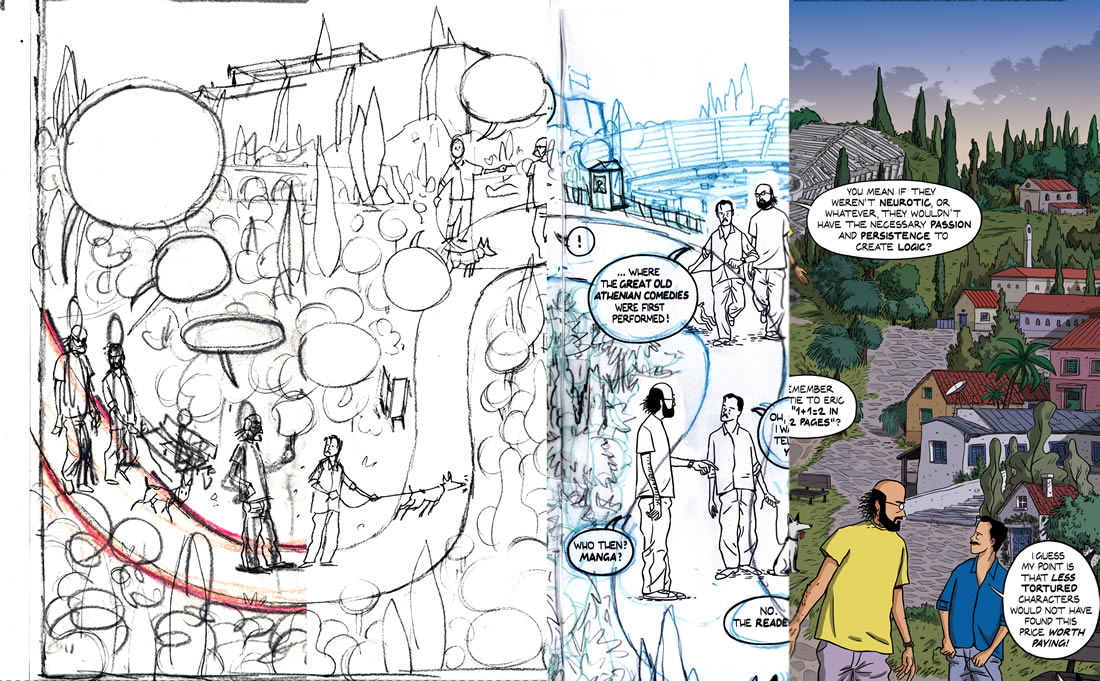 !
... WHERE
THE GREAT OLD
ATHENIAN COMEDIES
WERE FIRST
PERFORMED!
WHO THEN?
MANGA?
OH,
NO.
THE READE
YOU MEAN IF THEY
WEREN'T NEUROTIC, OR
WHATEVER, THEY WOULDN'T
HAVE THE NECESSARY PASSION
AND PERSISTENCE TO
CREATE LOGIC?
EMEMBER
TIE TO ERIC
"1+1=2 IN
2 PAGES"?
I GUESS
MY POINT IS
THAT LESS
TORTURED
CHARACTERS
WOULD NOT HAVE
FOUND THIS
PRICE WORTH
PAYING!